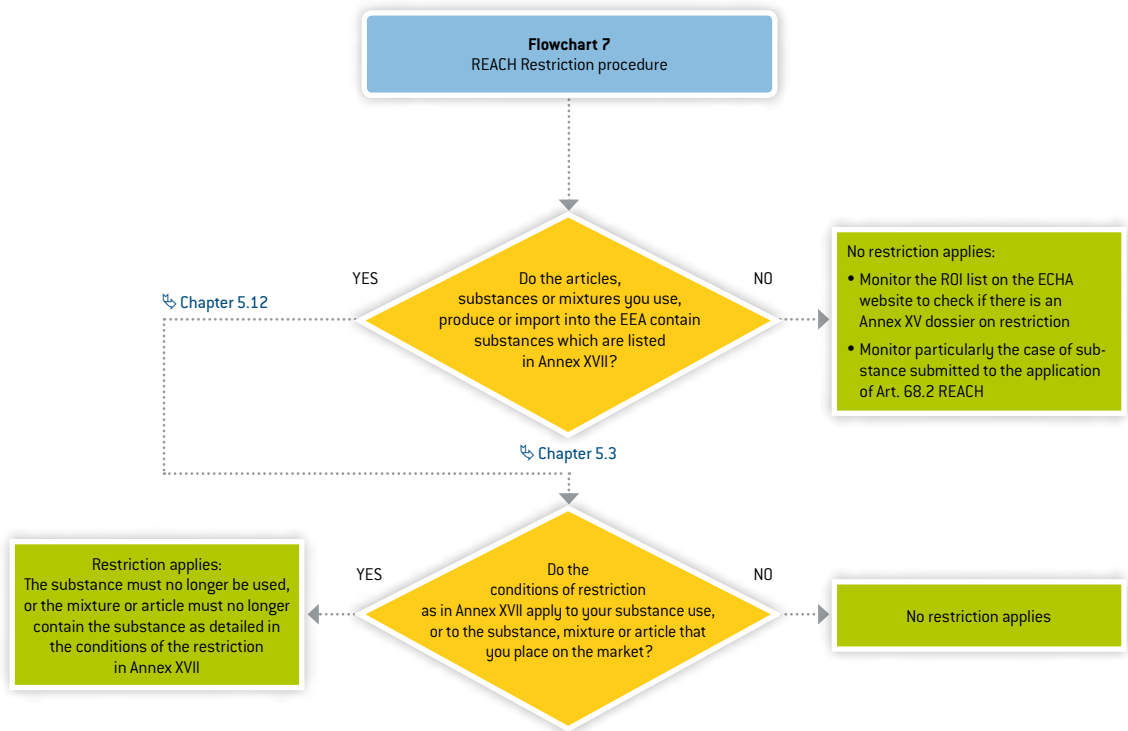 Flowchart 7
REACH Restriction procedure
YES
Do the articles,
substances or mixtures you use,
produce or import into the EEA contain
substances which are listed
in Annex XVII?
NO
No restriction applies:
• Monitor the ROI list on the ECHA
website to check if there is an
Annex XV dossier on restriction
• Monitor particularly the case of sub-
stance submitted to the application
of Art. 68.2 REACH
Chapter 5.12
Chapter 5.3
Restriction applies:
The substance must no longer be used,
or the mixture or article must no longer
contain the substance as detailed in
the conditions of the restriction
in Annex XVII
YES
Do the
conditions of restriction
as in Annex XVII apply to your substance use,
or to the substance, mixture or article that
you place on the market?
NO
No restriction applies